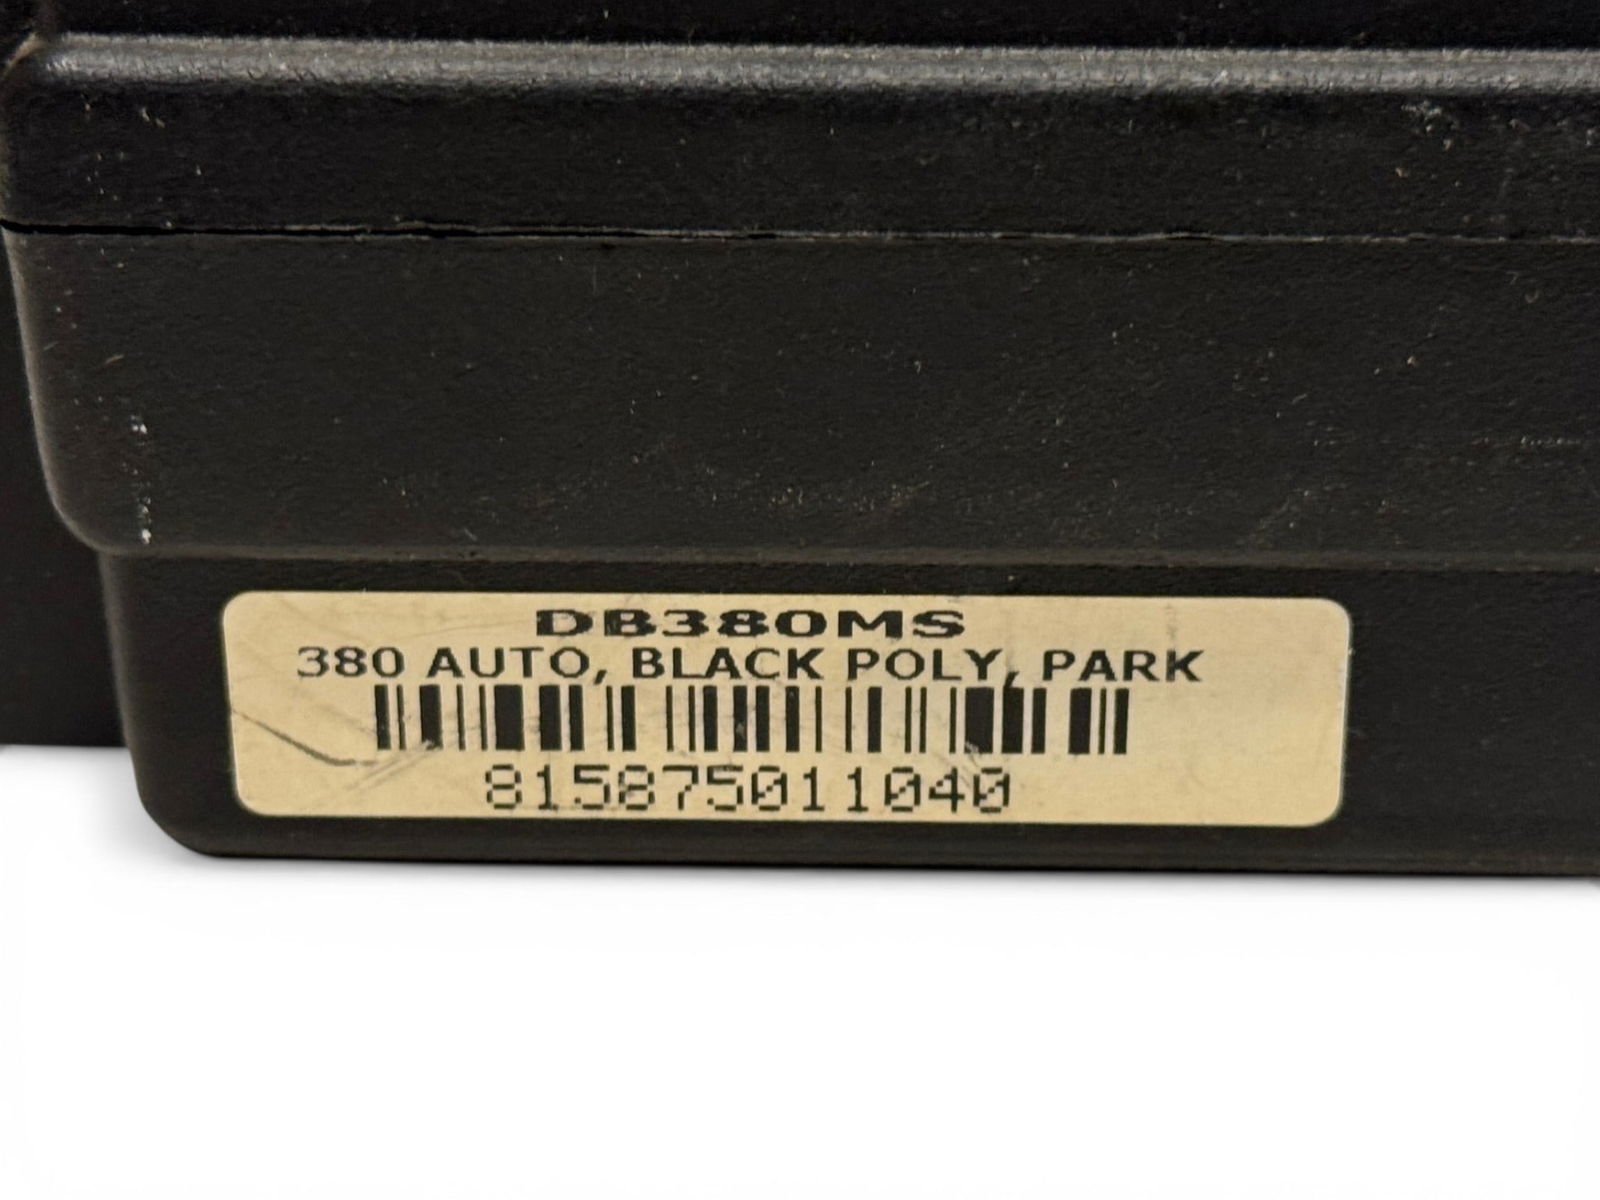 DB380MS
380 AUTO, BLACK POLY, PARK
815875011040